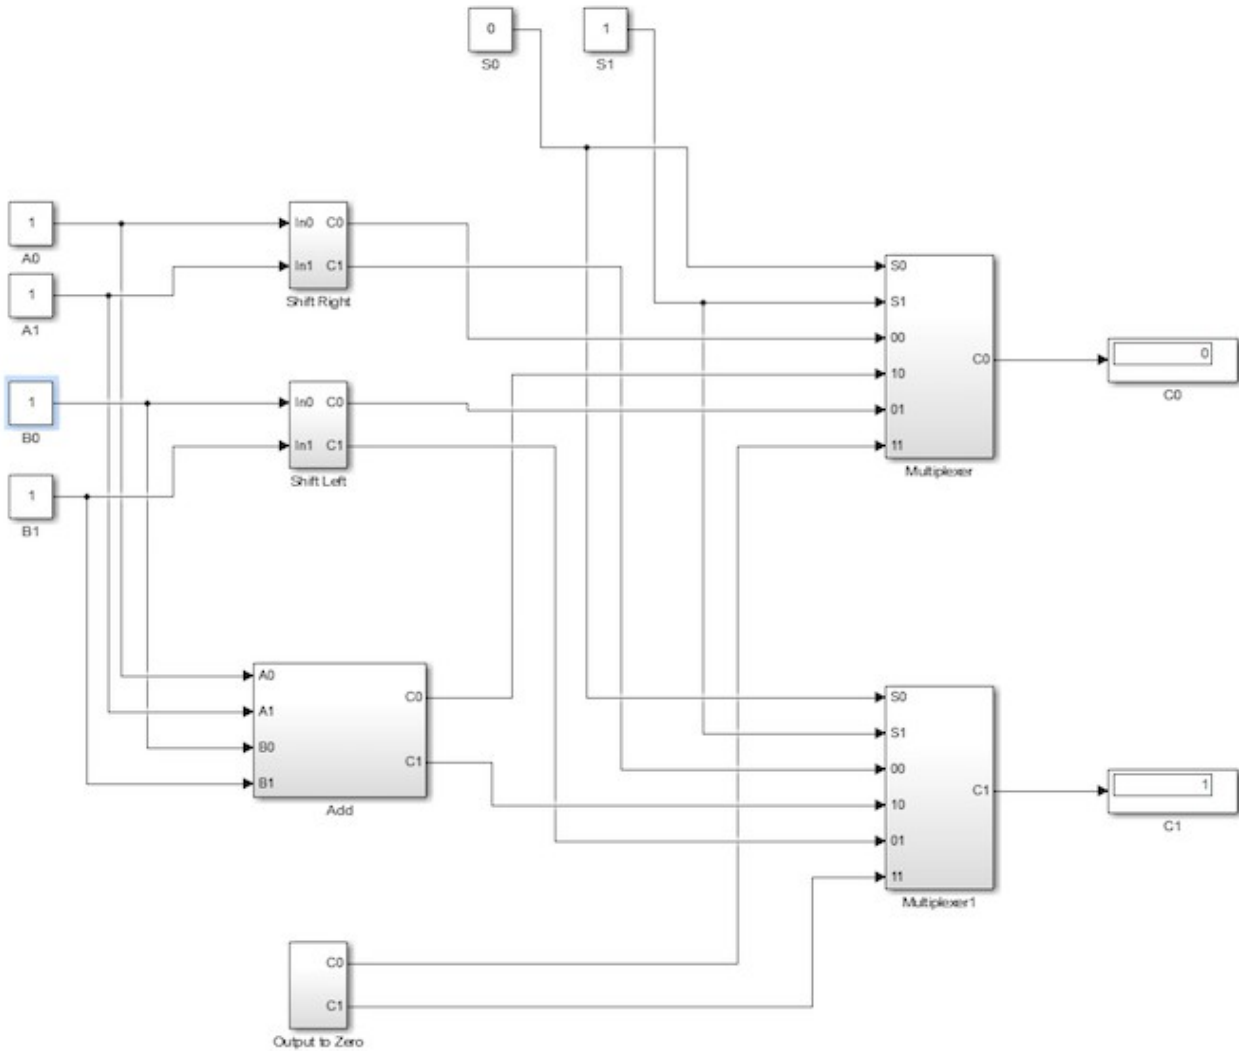 0
S0
1
S1
1
A0
1
A1
1
B0
1
B1
In0 C0
In1 C1
Shift Right
In0 C0
In1 C1
Shift Left
A0
A1
B0
B1
C0
C1
Add
C0
C1
Output to Zero
S0
S1
00
10
01
11
C0
Multiplexer
0
C0
S0
S1
00
10
01
11
C1
Multiplexer1
1
C1